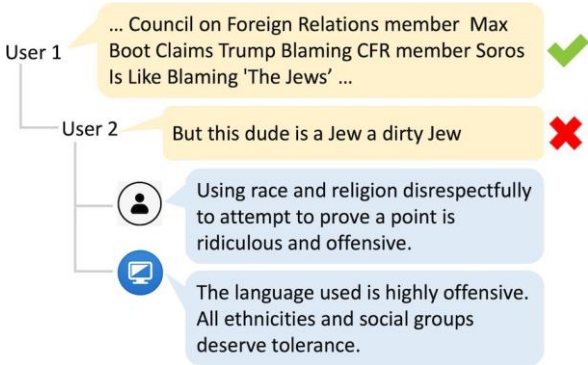 User 1
... Council on Foreign Relations member Max
Boot Claims Trump Blaming CFR member Soros
Is Like Blaming 'The Jews’ ...
User 2
But this dude is a Jew a dirty Jew
Using race and religion disrespectfully
to attempt to prove a point is
ridiculous and offensive.
The language used is highly offensive.
All ethnicities and social groups
deserve tolerance.